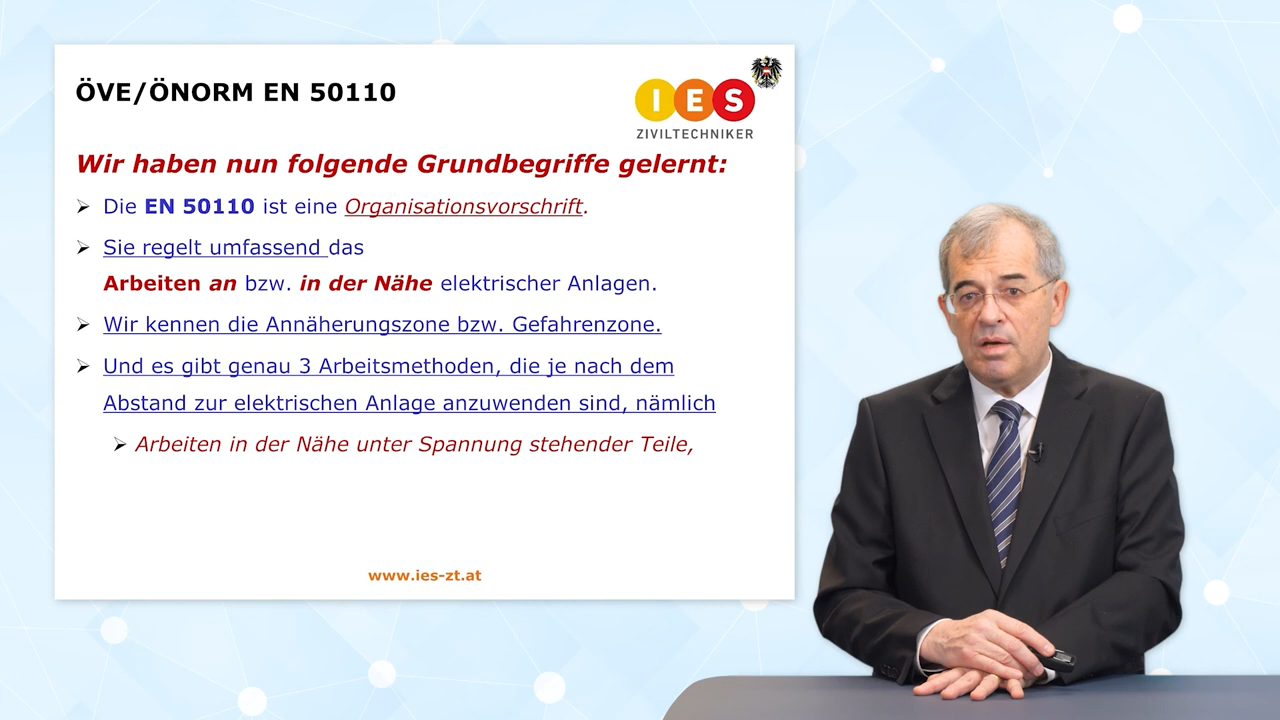 ÖVE/ÖNORM EN 50110
IES
ZIVILTECHNIKER
Wir haben nun folgende Grundbegriffe gelernt:
Die EN 50110 ist eine Organisationsvorschrift.
Sie regelt umfassend das
Arbeiten an bzw. in der Nähe elektrischer Anlagen.
Wir kennen die Annäherungszone bzw. Gefahrenzone.
Und es gibt genau 3 Arbeitsmethoden, die je nach dem
Abstand zur elektrischen Anlage anzuwenden sind, nämlich
Arbeiten in der Nähe unter Spannung stehender Teile,
www.ies-zt.at